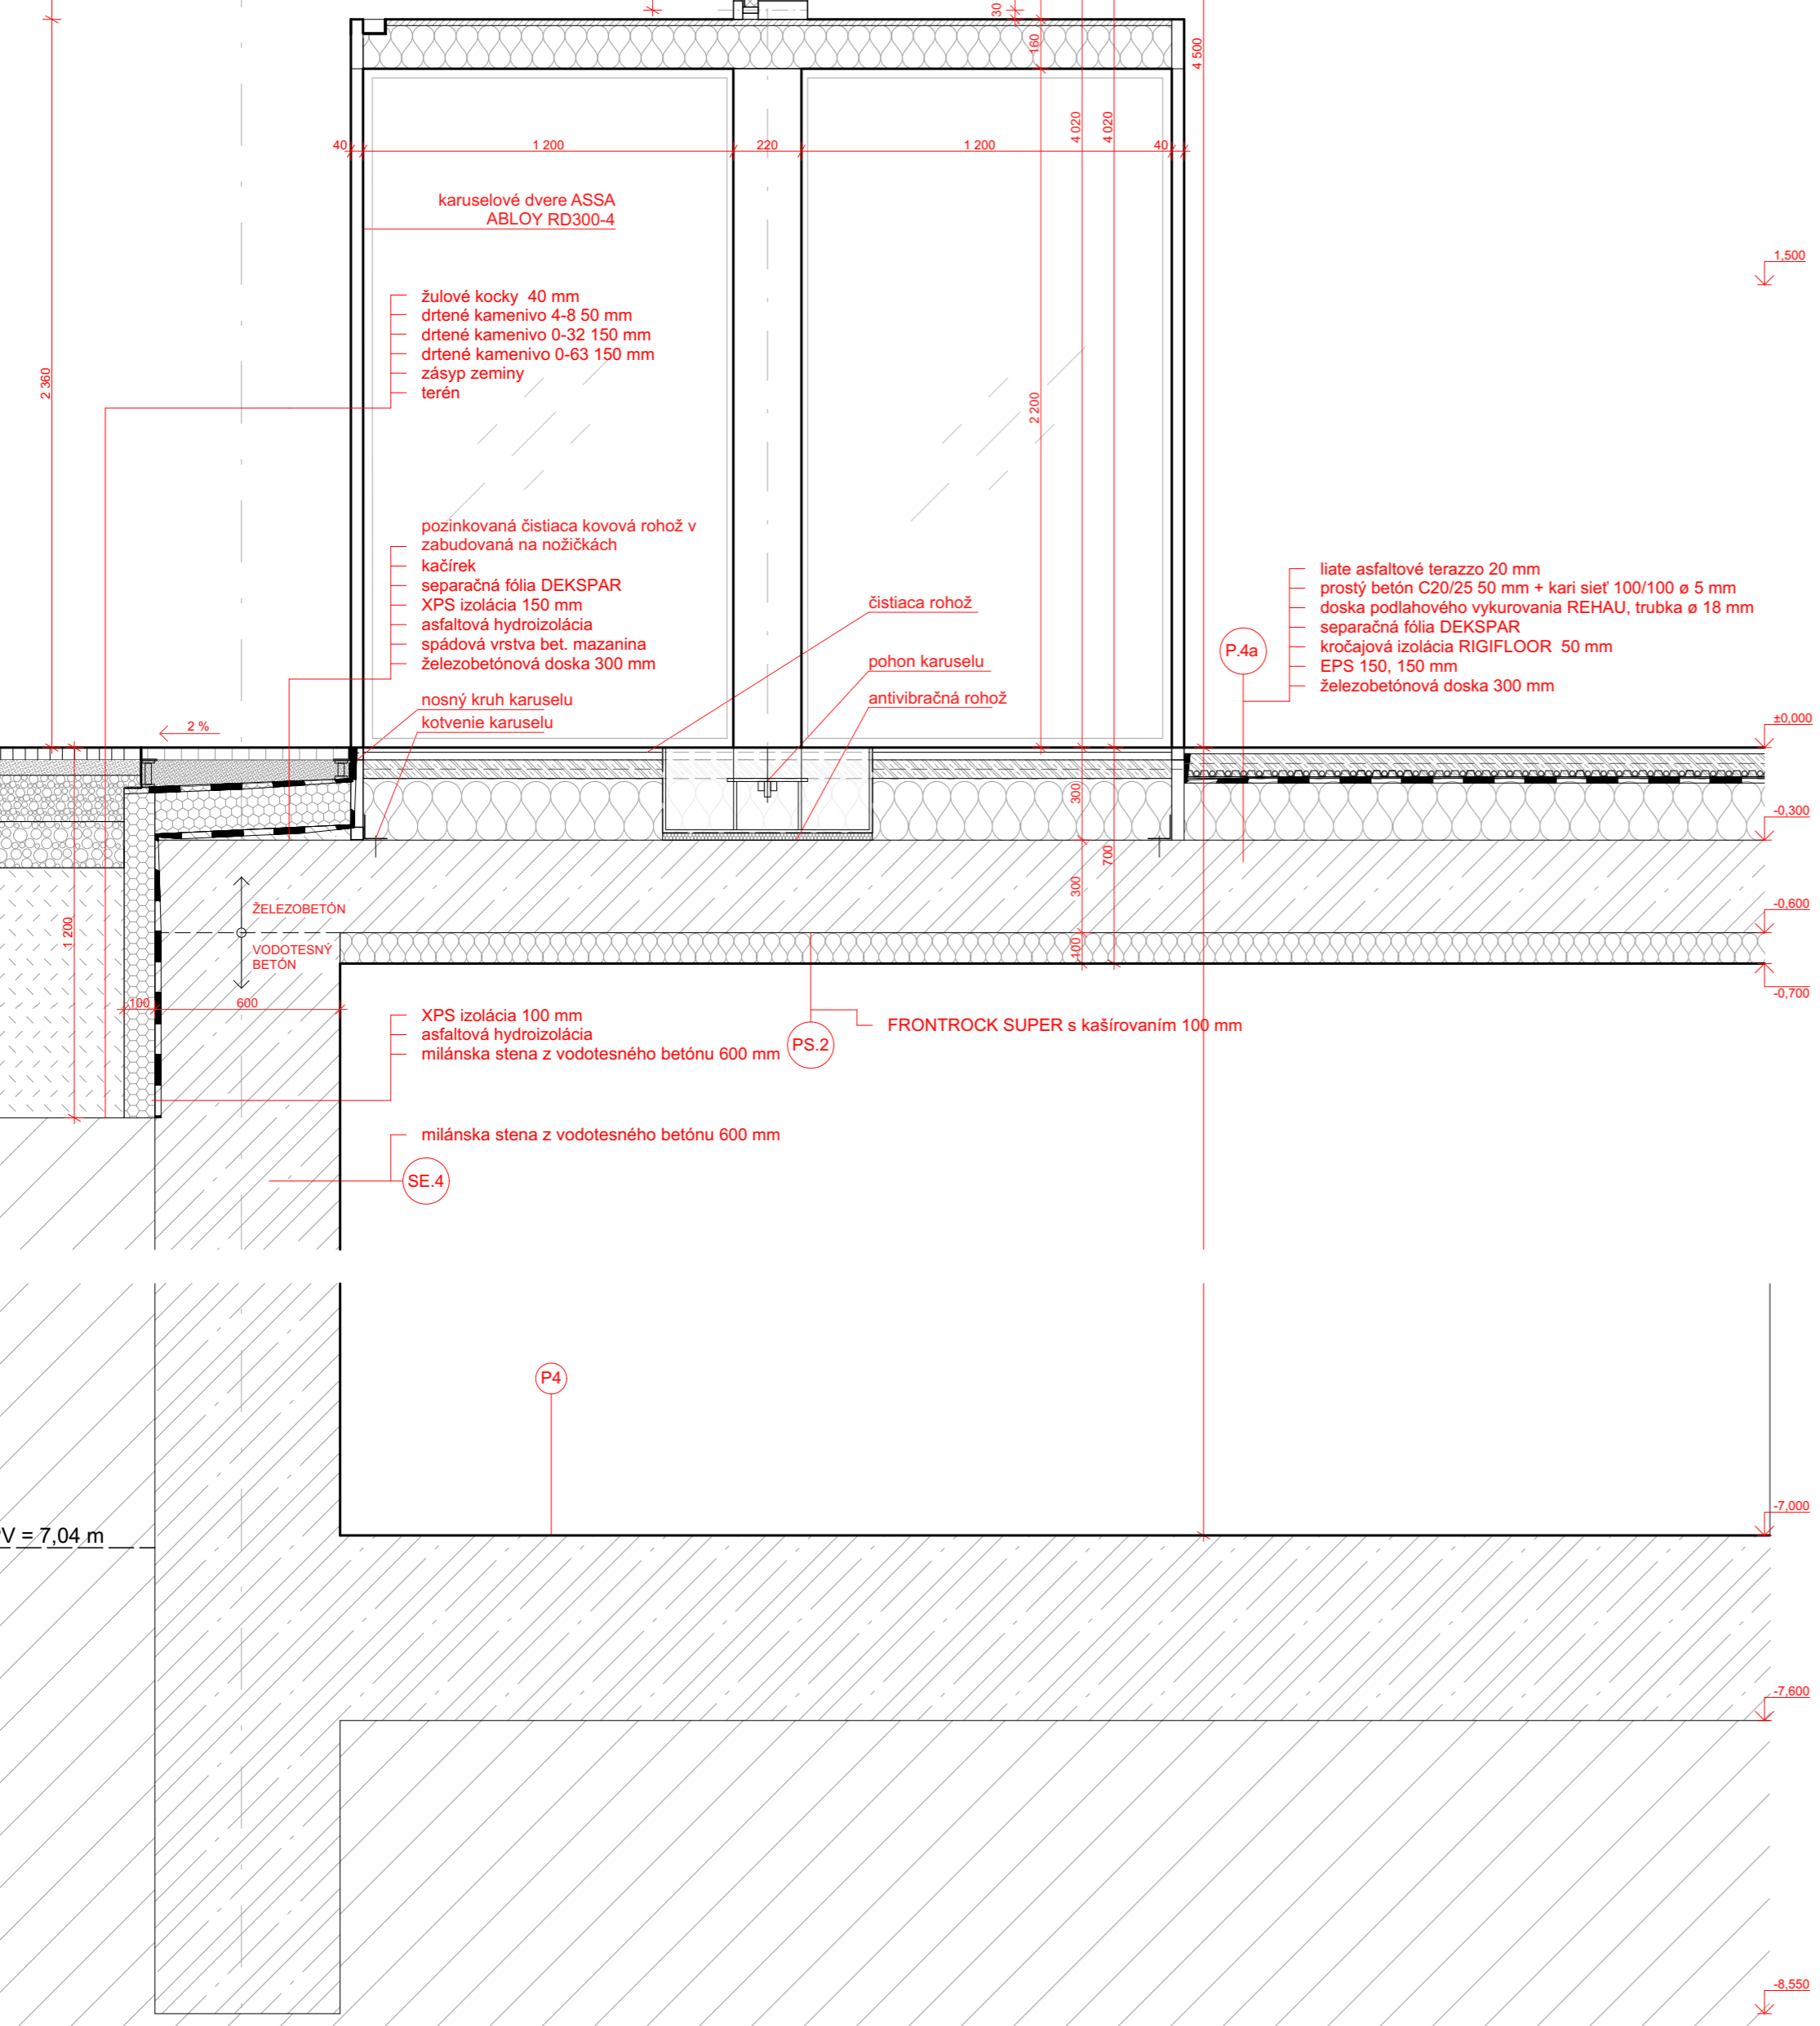 30
160
4 500
4 020
4 020
40
1 200
220
1 200
40
karuselové dvere ASSA
ABLOY RD300-4
1,500
žulové kocky 40 mm
drtené kamenivo 4-8 50 mm
drtené kamenivo 0-32 150 mm
drtené kamenivo 0-63 150 mm
zásyp zeminy
terén
2 360
2 200
pozinkovaná čistiaca kovová rohož v
zabudovaná na nožičkách
kačírek
separačná fólia DEKSPAR
XPS izolácia 150 mm
asfaltová hydroizolácia
spádová vrstva bet. mazanina
železobetónová doska 300 mm
čistiaca rohož
pohon karuselu
antivibračná rohož
P.4a
liate asfaltové terazzo 20 mm
prostý betón C20/25 50 mm + kari sieť 100/100 ø 5 mm
doska podlahového vykurovania REHAU, trubka ø 18 mm
separačná fólia DEKSPAR
kročajová izolácia RIGIFLOOR 50 mm
EPS 150, 150 mm
železobetónová doska 300 mm
nosný kruh karuselu
kotvenie karuselu
2 %
±0,000
300
-0,300
700
300
-0,600
ŽELEZOBETÓN
VODOTESNÝ
BETÓN
1 200
100
-0,700
100
600
XPS izolácia 100 mm
asfaltová hydroizolácia
milánska stena z vodotesného betónu 600 mm
PS.2
FRONTROCK SUPER s kašírovaním 100 mm
milánska stena z vodotesného betónu 600 mm
SE.4
P4
-7,000
= 7,04 m
-7,600
-8,550